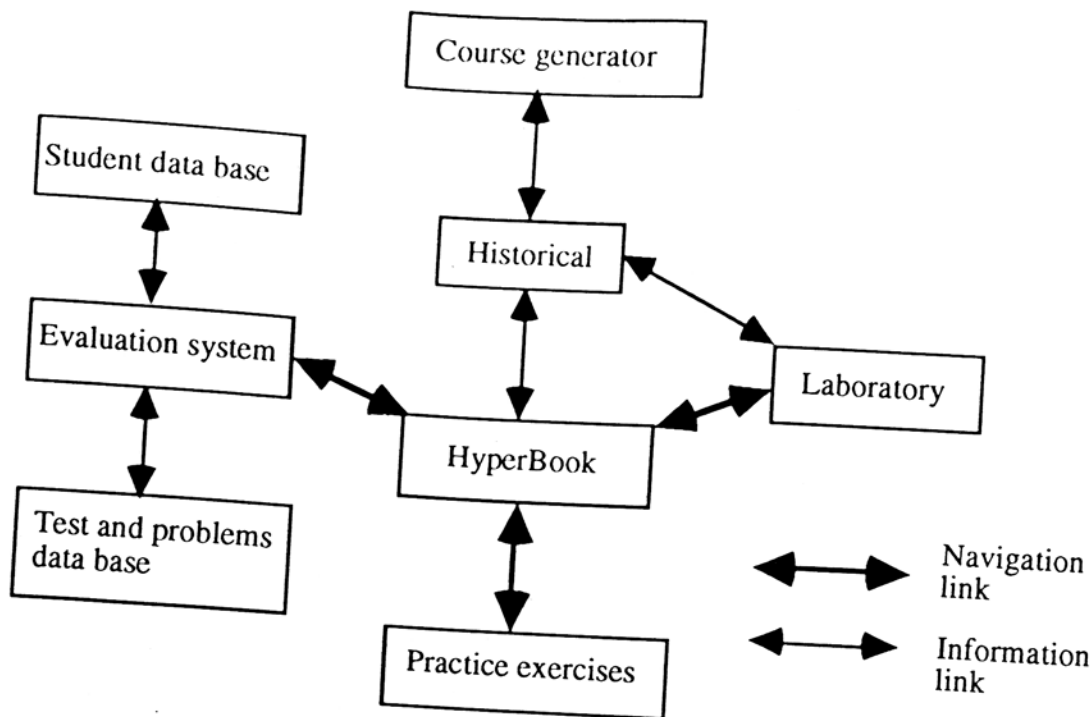 Course generator
Student data base
Historical
Evaluation system
Laboratory
HyperBook
Test and problems
data base
Practice exercises
Navigation
link
Information
link